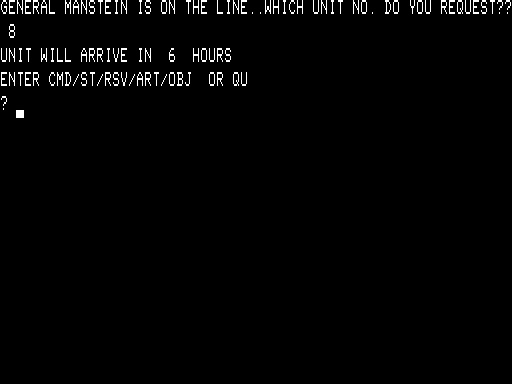 GENERAL MANSTEIN IS ON THE LINE..WHICH UNIT NO. DO YOU REQUEST??
8
UNIT WILL ARRIVE IN  6  HOURS
ENTER CMD/ST/RSV/ART/OBJ  OR QU
?